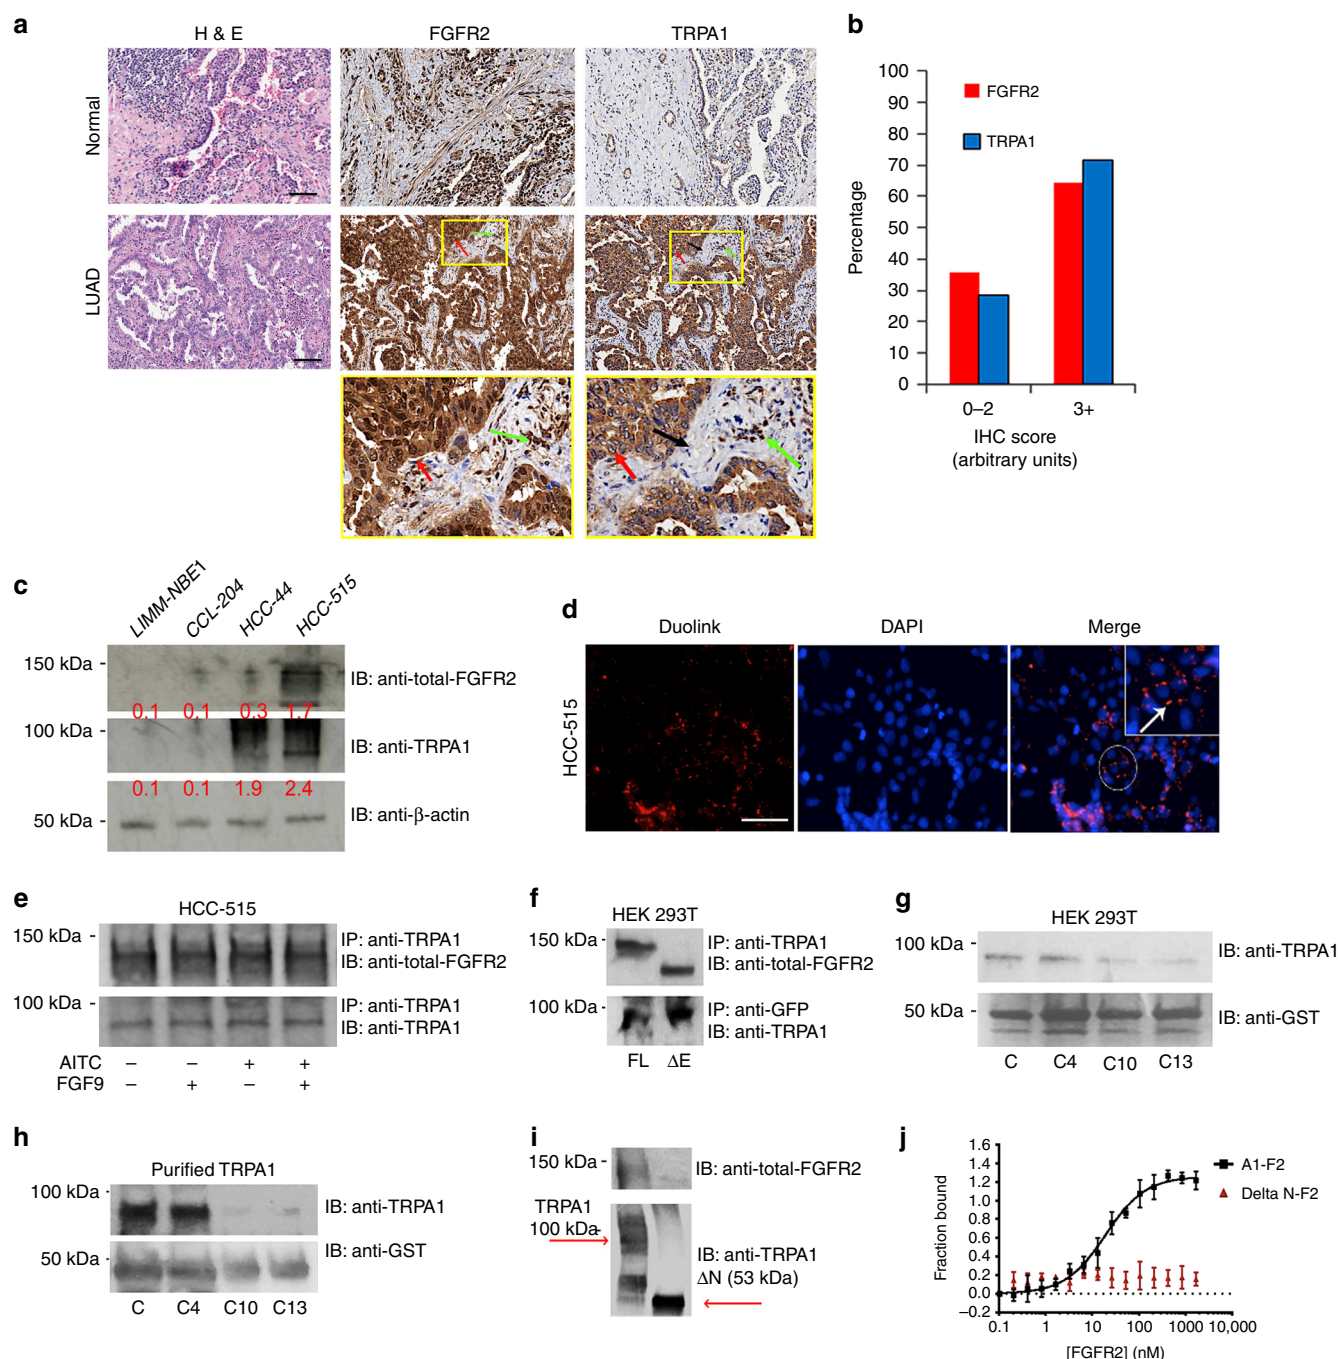 a
H & E
FGFR2
TRPA1
Normal
LUAD
b
100
90
80
70
60
50
40
30
20
10
0
Percentage
FGFR2
TRPA1
0–2
3+
IHC score
(arbitrary units)
c
LIMM-NBE1
CCL-204
HCC-44
HCC-515
150 kDa
IB: anti-total-FGFR2
0.1 0.1 0.3 1.7
100 kDa
IB: anti-TRPA1
0.1 0.1 1.9 2.4
50 kDa
IB: anti-β-actin
d
Duolink
DAPI
Merge
HCC-515
e
HCC-515
150 kDa
IP: anti-TRPA1
IB: anti-total-FGFR2
100 kDa
IP: anti-TRPA1
IB: anti-TRPA1
AITC – – + +
FGF9 – + – +
f
HEK 293T
150 kDa
IP: anti-TRPA1
IB: anti-total-FGFR2
100 kDa
IP: anti-GFP
IB: anti-TRPA1
FL ΔE
g
HEK 293T
100 kDa
IB: anti-TRPA1
50 kDa
IB: anti-GST
C C4 C10 C13
h
Purified TRPA1
100 kDa
IB: anti-TRPA1
50 kDa
IB: anti-GST
C C4 C10 C13
i
150 kDa
IB: anti-total-FGFR2
TRPA1
100 kDa
IB: anti-TRPA1
ΔN (53 kDa)
j
1.6
1.4
1.2
1.0
0.8
0.6
0.4
0.2
0.0
–0.2
Fraction bound
A1-F2
Delta N-F2
0.1 1 10 100 1000 10,000
[FGFR2] (nM)